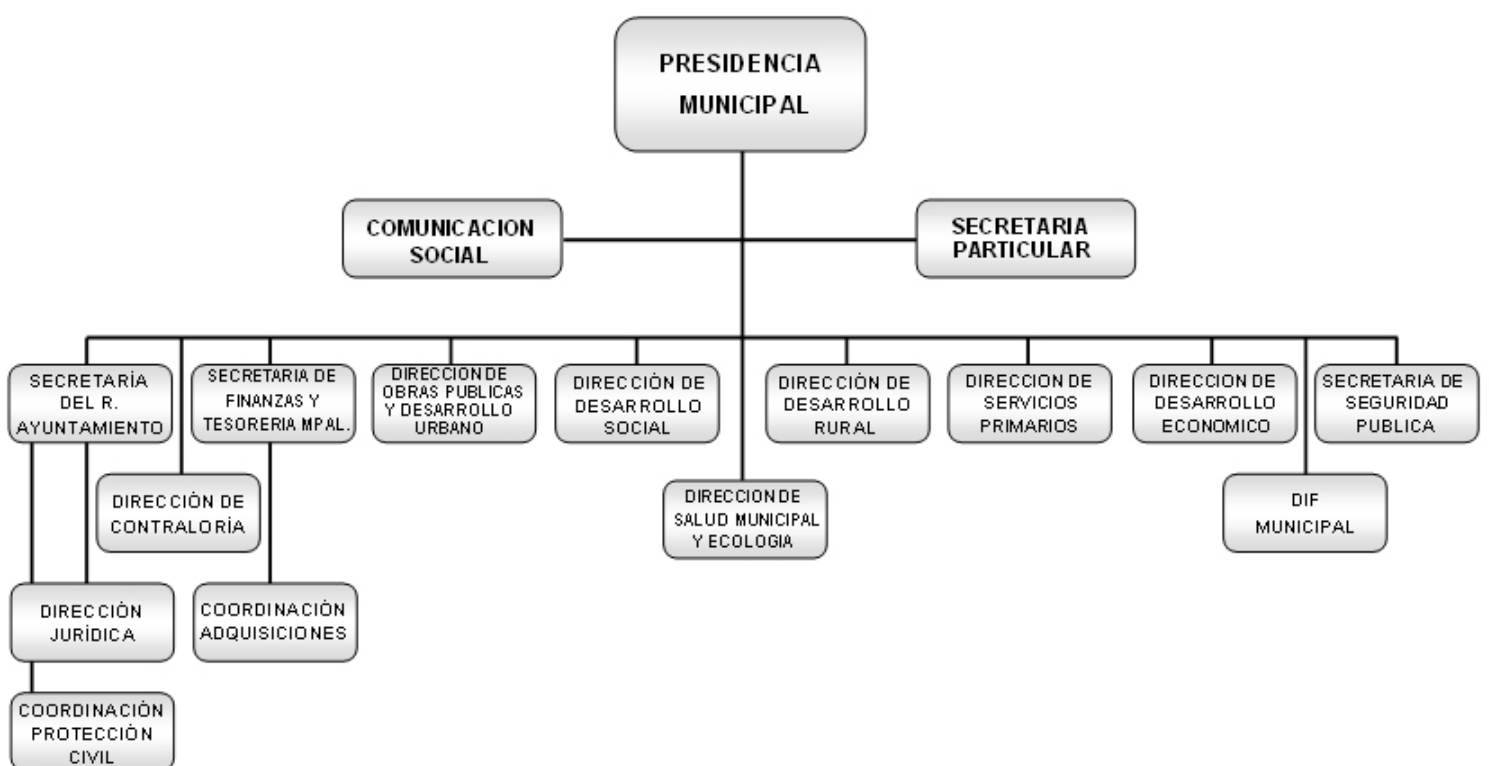 PRESIDENCIA
MUNICIPAL
COMUNICACION
SOCIAL
SECRETARIA
PARTICULAR
SECRETARÍA
DEL R.
AYUNTAMIENTO
SECRETARIA DE
FINANZAS Y
TESORERIA MPAL.
DIRECCION DE
OBRAS PUBLICAS
Y DESARROLLO
URBANO
DIRECCIÓN DE
DESARROLLO
SOCIAL
DIRECCIÓN DE
DESARROLLO
RURAL
DIRECCION DE
SERVICIOS
PRIMARIOS
DIRECCION DE
DESARROLLO
ECONOMICO
SECRETARIA DE
SEGURIDAD
PUBLICA
DIRECCIÓN DE
CONTRALORÍA
DIRECCION DE
SALUD MUNICIPAL
Y ECOLOGIA
DIF
MUNICIPAL
DIRECCIÓN
JURÍDICA
COORDINACIÓN
ADQUISICIONES
COORDINACIÓN
PROTECCIÓN
CIVIL